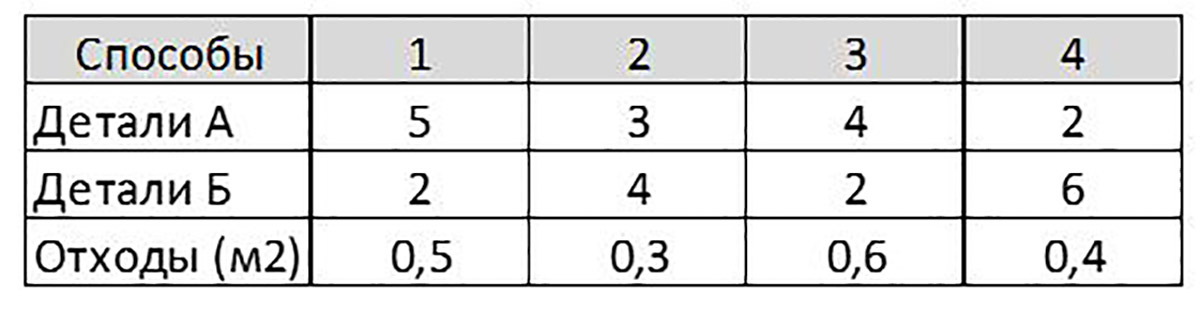 Способы 1 2 3 4
Детали А 5 3 4 2
Детали Б 2 4 2 6
Отходы (м2) 0,5 0,3 0,6 0,4